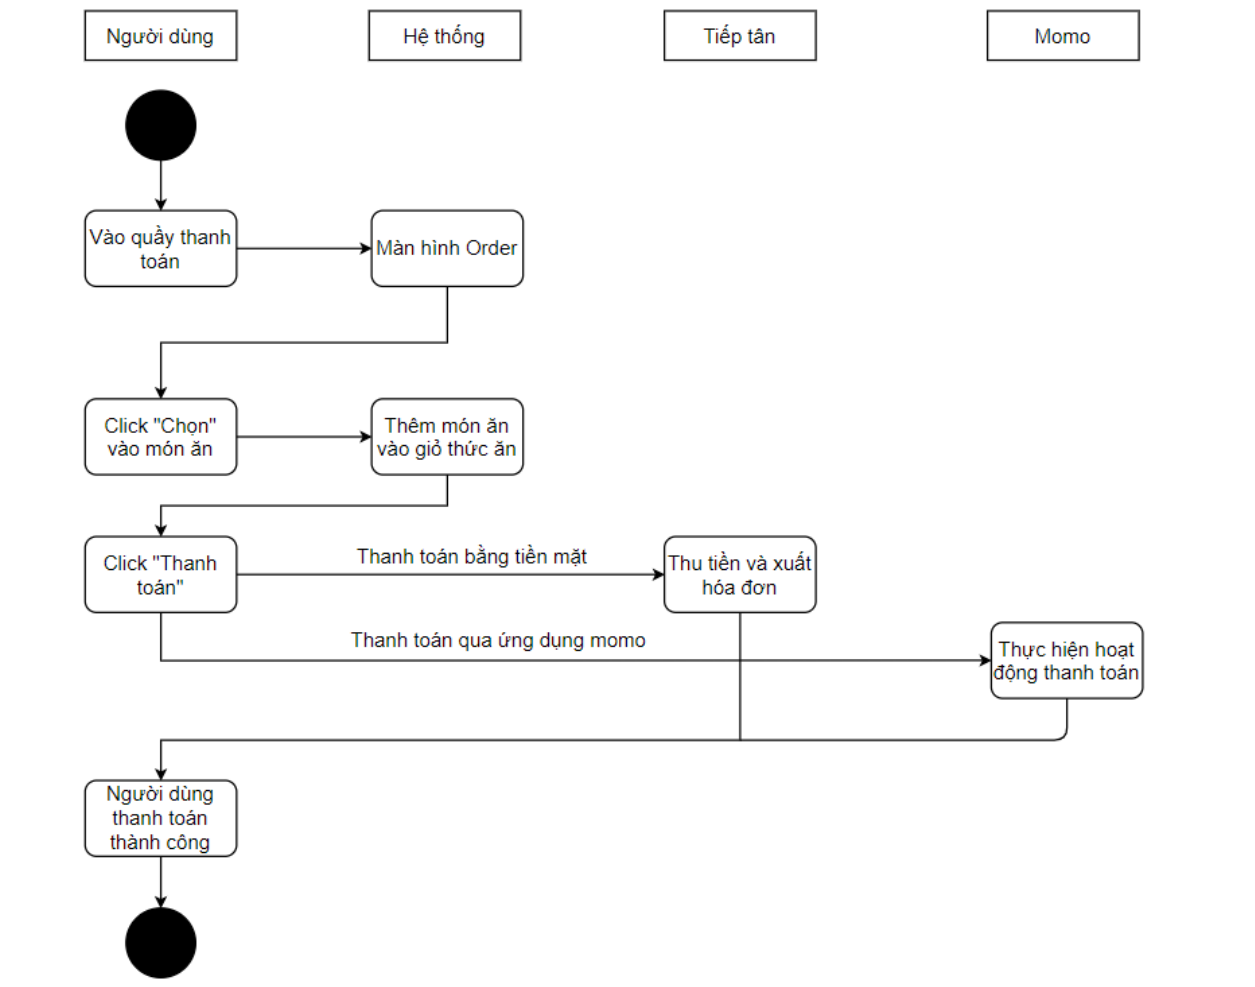 Người dùng
Hệ thống
Tiếp tân
Momo
Vào quầy thanh
toán
Màn hình Order
Click "Chọn"
vào món ăn
Thêm món ăn
vào giỏ thức ăn
Click "Thanh
toán"
Thanh toán bằng tiền mặt
Thu tiền và xuất
hóa đơn
Thanh toán qua ứng dụng momo
Thực hiện hoạt
động thanh toán
Người dùng
thanh toán
thành công